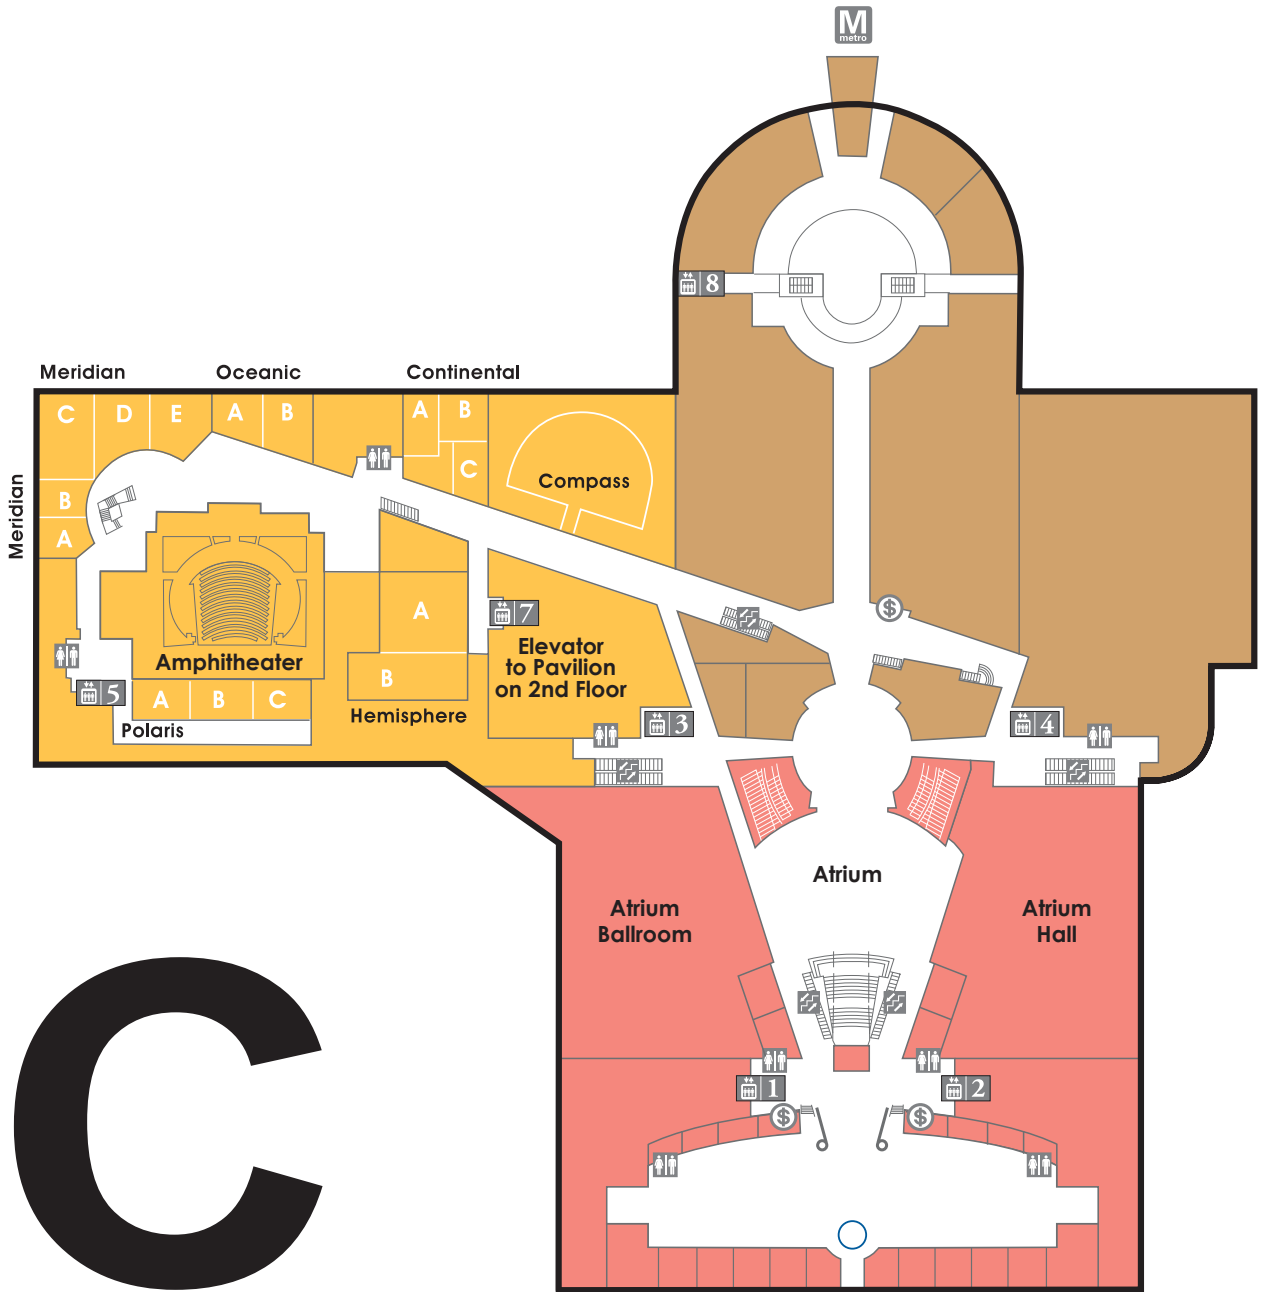 M
metro
8
Meridian
Oceanic
Continental
C
D
E
A
B
A
B
C
Compass
Meridian
B
A
$
A
7
Elevator
to Pavilion
on 2nd Floor
Amphitheater
B
5
A
B
C
Hemisphere
Polaris
3
4
Atrium
Atrium
Ballroom
Atrium
Hall
1
2
$
$
C